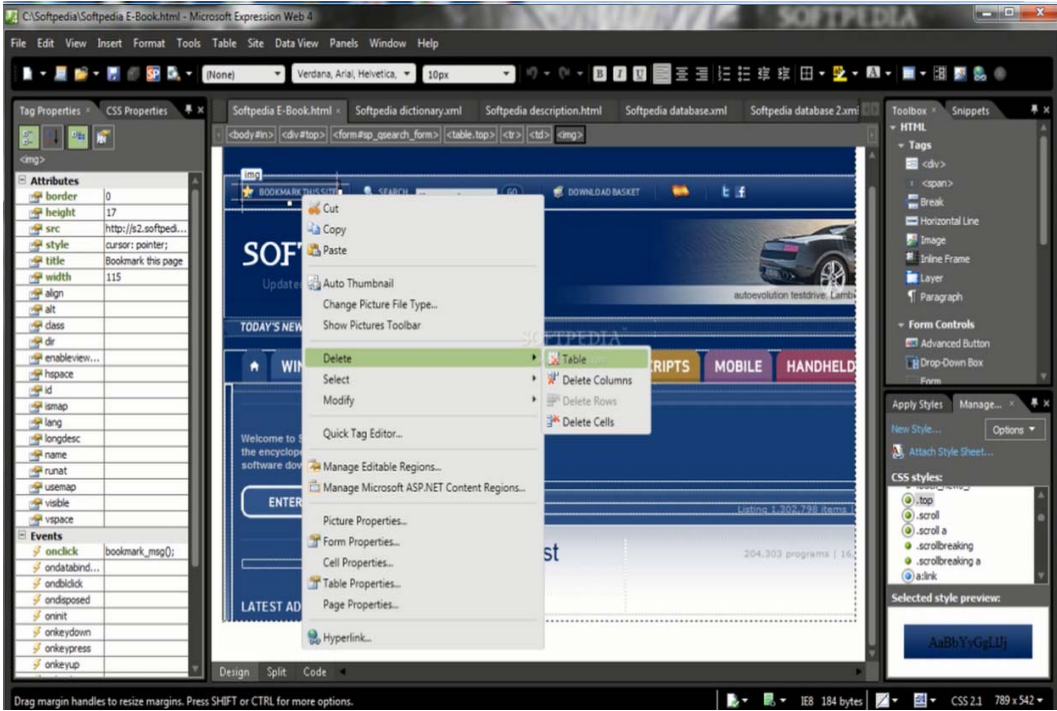 C:\Softpedia\Softpedia E-Book.html - Microsoft Expression Web 4
SOFTPEDIA
File Edit View Insert Format Tools Table Site Data View Panels Window Help
(None) Verdana, Arial, Helvetica, 10px
Tag Properties CSS Properties
<img>
Attributes
border 0
height 17
src http://s2.softpedi...
style cursor: pointer;
title Bookmark this page
width 115
align
alt
class
dir
enableview...
hspace
id
ismap
lang
longdesc
name
runat
usemap
visible
vspace
Events
onclick bookmark_msg();
ondatabind...
ondblclick
ondisposed
oninit
onkeydown
onkeypress
onkeyup
Softpedia E-Book.html Softpedia dictionary.xml Softpedia description.html Softpedia database.xml Softpedia database 2.xml
<body#in> <div#top> <form#sp_qsearch_form> <table.top> <tr> <td> <img>
img
BOOKMARK THIS SITE SEARCH GO DOWNLOAD BASKET
SOF
Update
autoevolution testdrive: Lamb
TODAY'S NEW
SOFTPEDIA
WIN RIPTS MOBILE HANDHELD
Welcome to S
the encyclope
software dow
ENTER
Listing 1,302,798 items |
st
204,303 programs | 16,
LATEST AD
Cut
Copy
Paste
Auto Thumbnail
Change Picture File Type...
Show Pictures Toolbar
Delete
Select
Modify
Quick Tag Editor...
Manage Editable Regions...
Manage Microsoft ASP.NET Content Regions...
Picture Properties...
Form Properties...
Cell Properties...
Table Properties...
Page Properties...
Hyperlink...
Table
Delete Columns
Delete Rows
Delete Cells
Design Split Code
Toolbox Snippets
HTML
Tags
<div>
<span>
Break
Horizontal Line
Image
Inline Frame
Layer
Paragraph
Form Controls
Advanced Button
Drop-Down Box
Form
Apply Styles Manage...
New Style... Options
Attach Style Sheet...
CSS styles:
.top
.scroll
.scroll a
.scrollbreaking
.scrollbreaking a
a:link
Selected style preview:
AaBbYyGgLlJj
Drag margin handles to resize margins. Press SHIFT or CTRL for more options.
IE8 184 bytes CSS 2.1 789 x 542